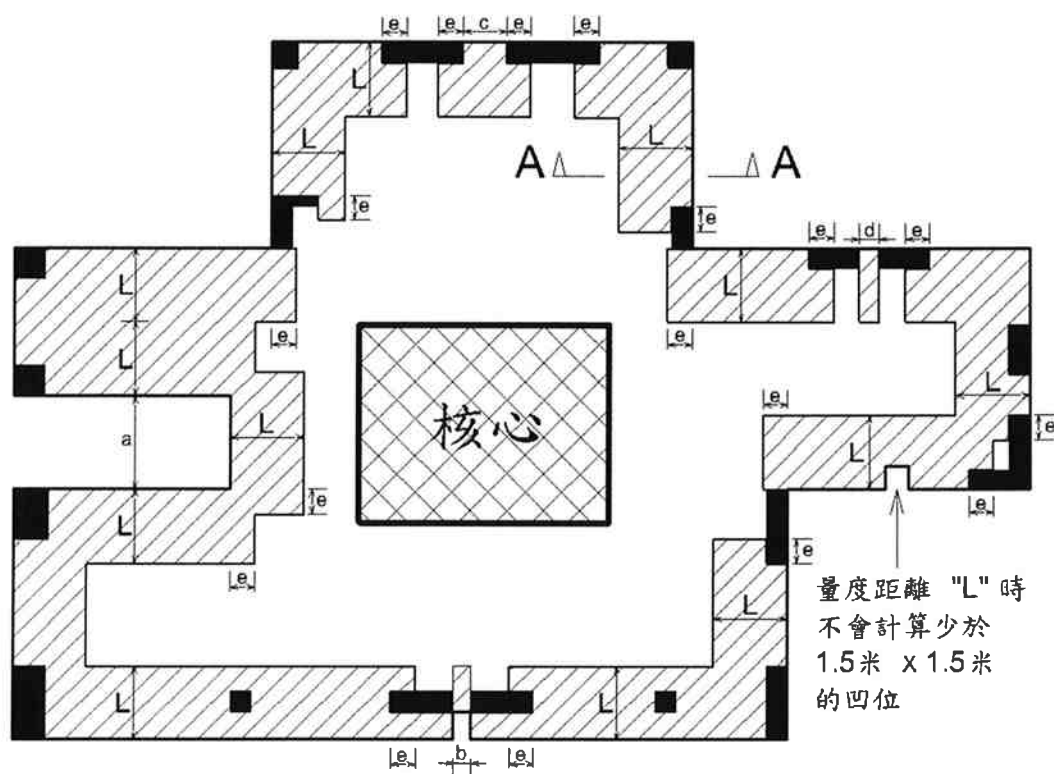 e e c e e
L
L L
A A
e e
e d e
L L
L
e e
核心
e L
a L L e
L e e
e e
L
量度距離 "L" 時
不會計算少於
1.5米 x 1.5米
的凹位
L L
e b e